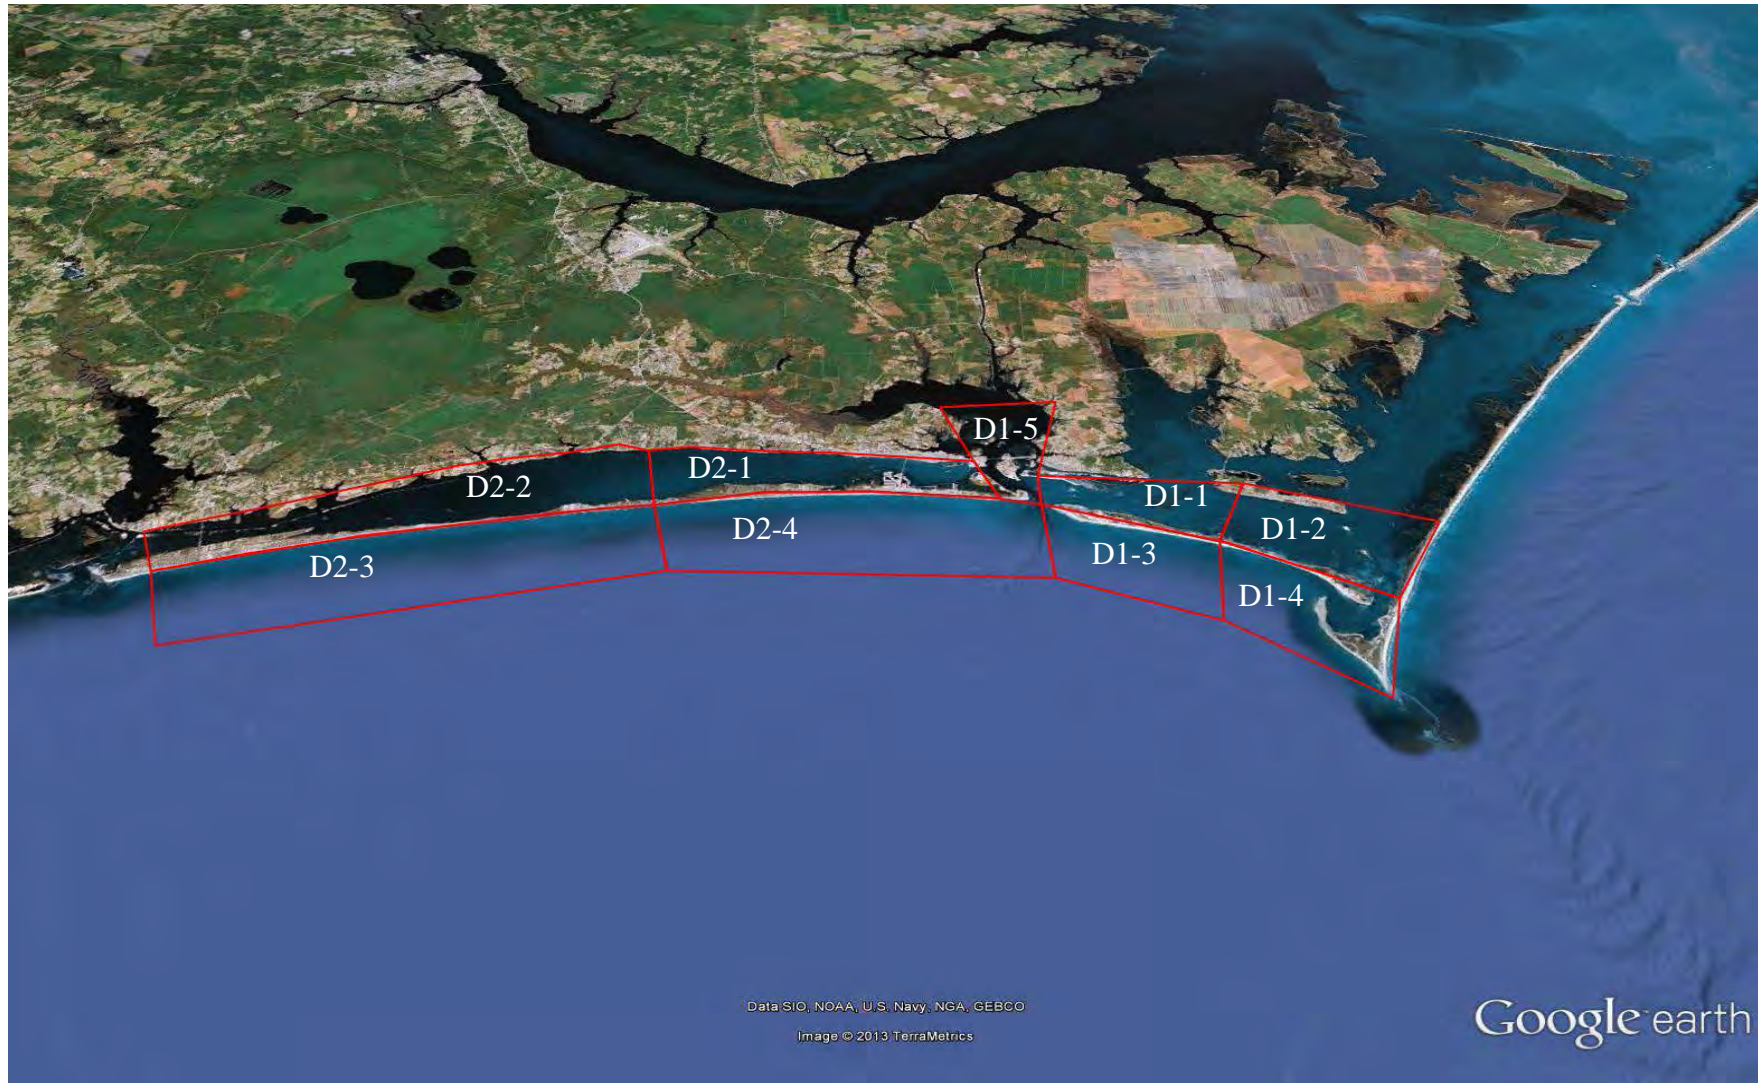 D1-5
D2-1
D2-2
D1-1
D2-4
D1-2
D1-3
D2-3
D1-4
Data SIO, NOAA, U.S. Navy, NGA, GEBCO
Image © 2013 TerraMetrics
Google earth